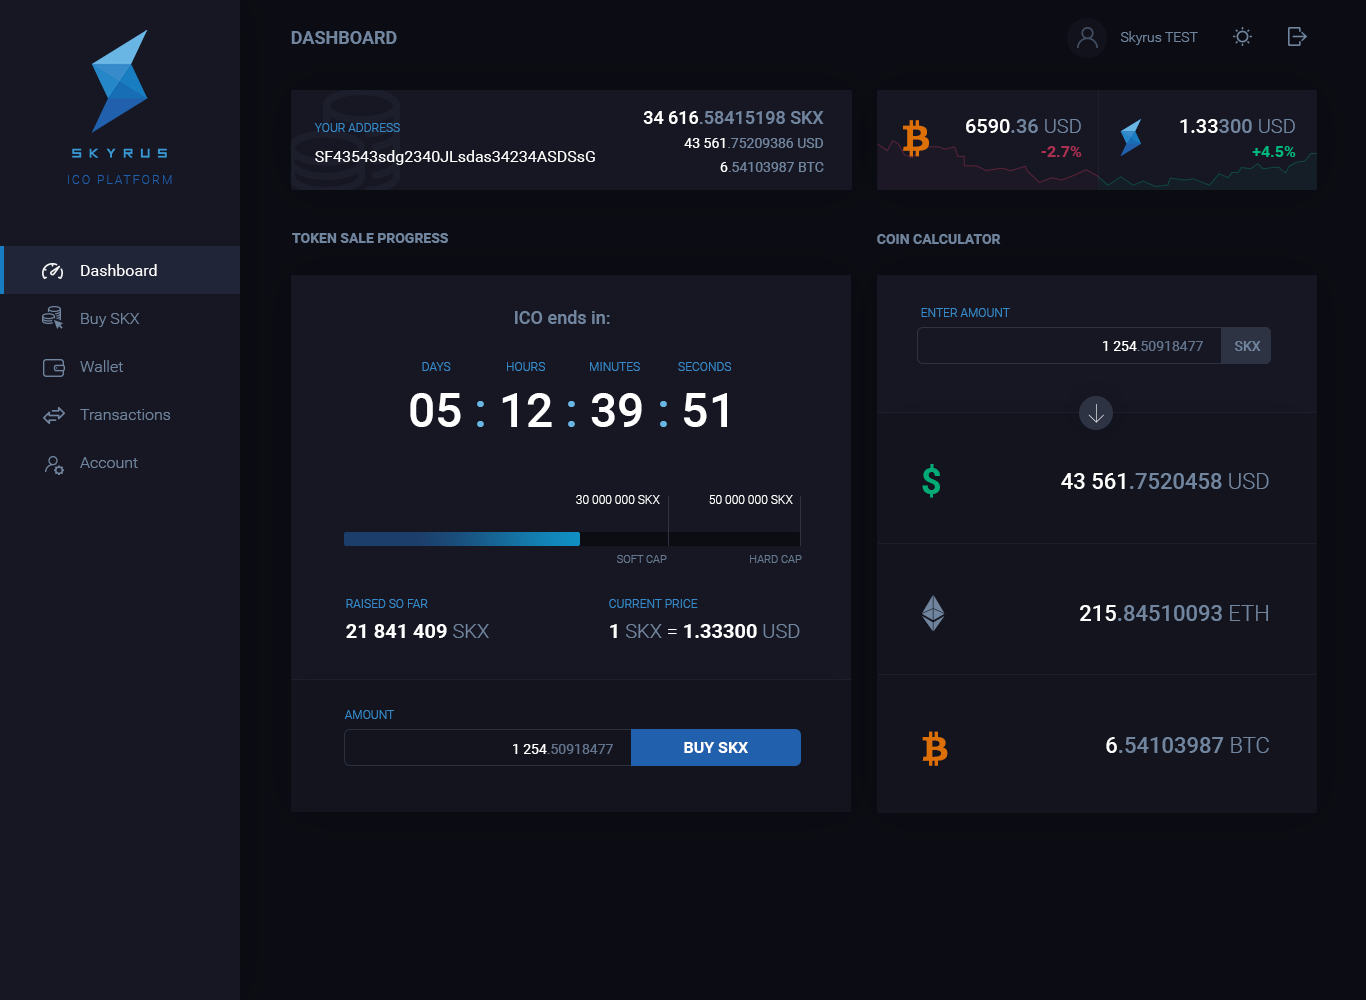 SKYRUS
ICO PLATFORM
Dashboard
Buy SKX
Wallet
Transactions
Account
DASHBOARD
Skyrus TEST
YOUR ADDRESS
SF43543sdg2340JLsdas34234ASDSsG
34 616.58415198 SKX
43 561.75209386 USD
6.54103987 BTC
6590.36 USD
-2.7%
1.33300 USD
+4.5%
TOKEN SALE PROGRESS
ICO ends in:
DAYS HOURS MINUTES SECONDS
05 : 12 : 39 : 51
30 000 000 SKX 50 000 000 SKX
SOFT CAP HARD CAP
RAISED SO FAR
21 841 409 SKX
CURRENT PRICE
1 SKX = 1.33300 USD
AMOUNT
1 254.50918477 BUY SKX
COIN CALCULATOR
ENTER AMOUNT
1 254.50918477 SKX
$ 43 561.7520458 USD
215.84510093 ETH
6.54103987 BTC